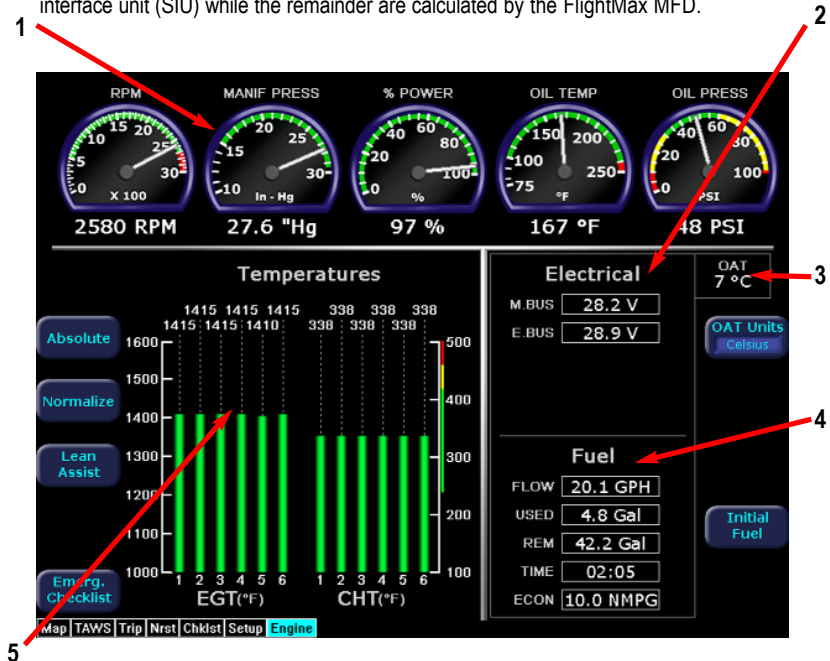 interface unit (SIU) while the remainder are calculated by the FlightMax MFD.
1
2
RPM MANIF PRESS % POWER OIL TEMP OIL PRESS
0 5 10 15 20 25 30 X 100
10 15 20 25 30 In - Hg
0 20 40 60 80 100 %
75 100 150 200 250 °F
0 20 40 60 100 PSI
2580 RPM 27.6 "Hg 97 % 167 °F 48 PSI
Temperatures
Electrical
OAT
7 °C
3
M.BUS 28.2 V
E.BUS 28.9 V
OAT Units
Celsius
Absolute
Normalize
Lean
Assist
Emerg.
Checklist
1415 1415 1415
1415 1415 1410
338 338 338
338 338 338
1600
1500
1400
1300
1200
1100
1000
500
400
300
200
100
1 2 3 4 5 6
1 2 3 4 5 6
EGT(°F) CHT(°F)
4
Fuel
FLOW 20.1 GPH
USED 4.8 Gal
REM 42.2 Gal
TIME 02:05
ECON 10.0 NMPG
Initial
Fuel
Map TAWS Trip Nrst Chklst Setup Engine
5